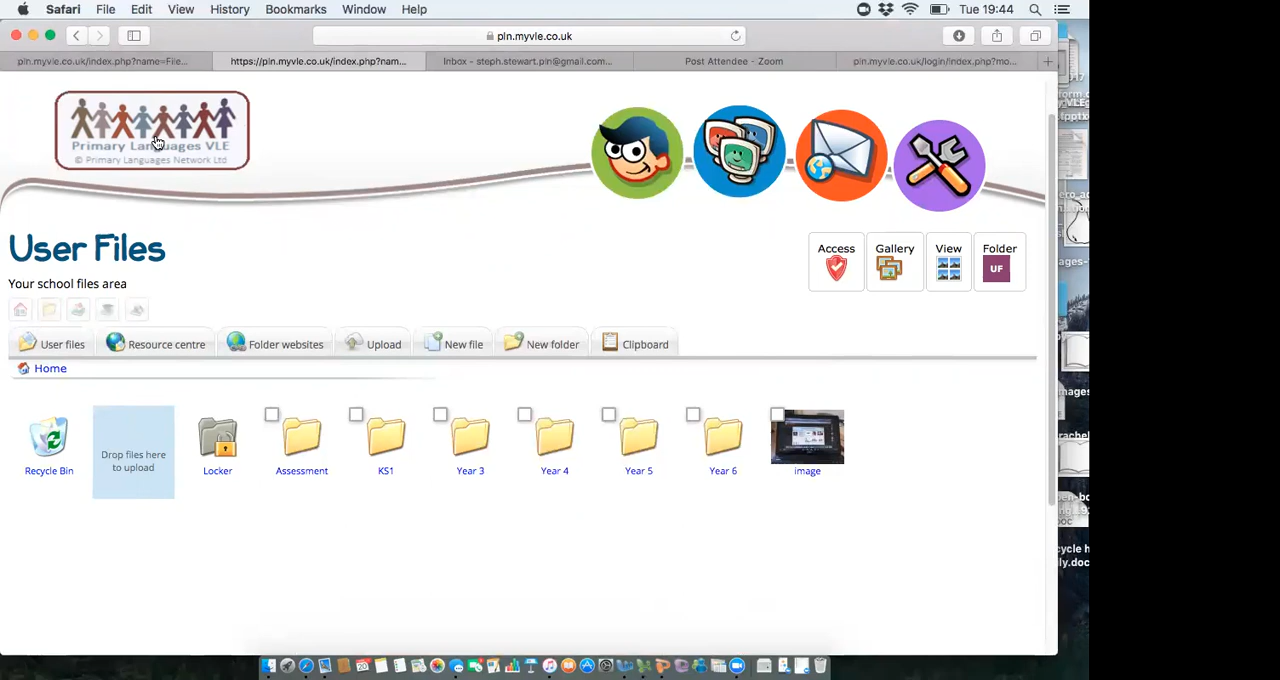 Safari File Edit View History Bookmarks Window Help
Tue 19:44
pln.myvle.co.uk
pln.myvle.co.uk/index.php?name=File...
https://pln.myvle.co.uk/index.php?nam...
Inbox – steph.stewart.pln@gmail.com...
Post Attendee - Zoom
pln.myvle.co.uk/login/index.php?mo...
Primary Languages VLE
© Primary Languages Network Ltd
User Files
Access
Gallery
View
Folder
UF
Your school files area
User files
Resource centre
Folder websites
Upload
New file
New folder
Clipboard
Home
Drop files here
to upload
Recycle Bin
Locker
Assessment
KS1
Year 3
Year 4
Year 5
Year 6
image